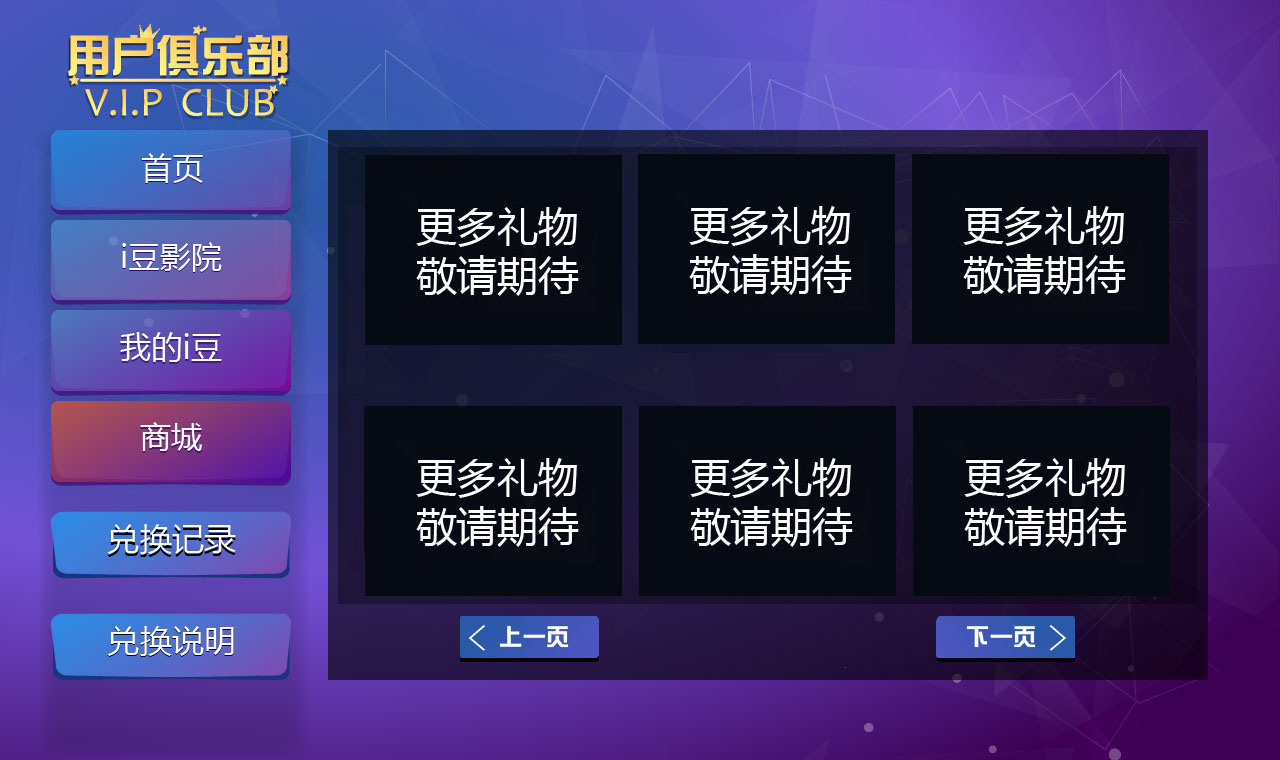 用户俱乐部
V.I.P CLUB
首页
i豆影院
我的i豆
商城
兑换记录
兑换说明
更多礼物
敬请期待
更多礼物
敬请期待
更多礼物
敬请期待
更多礼物
敬请期待
更多礼物
敬请期待
更多礼物
敬请期待
上一页
下一页